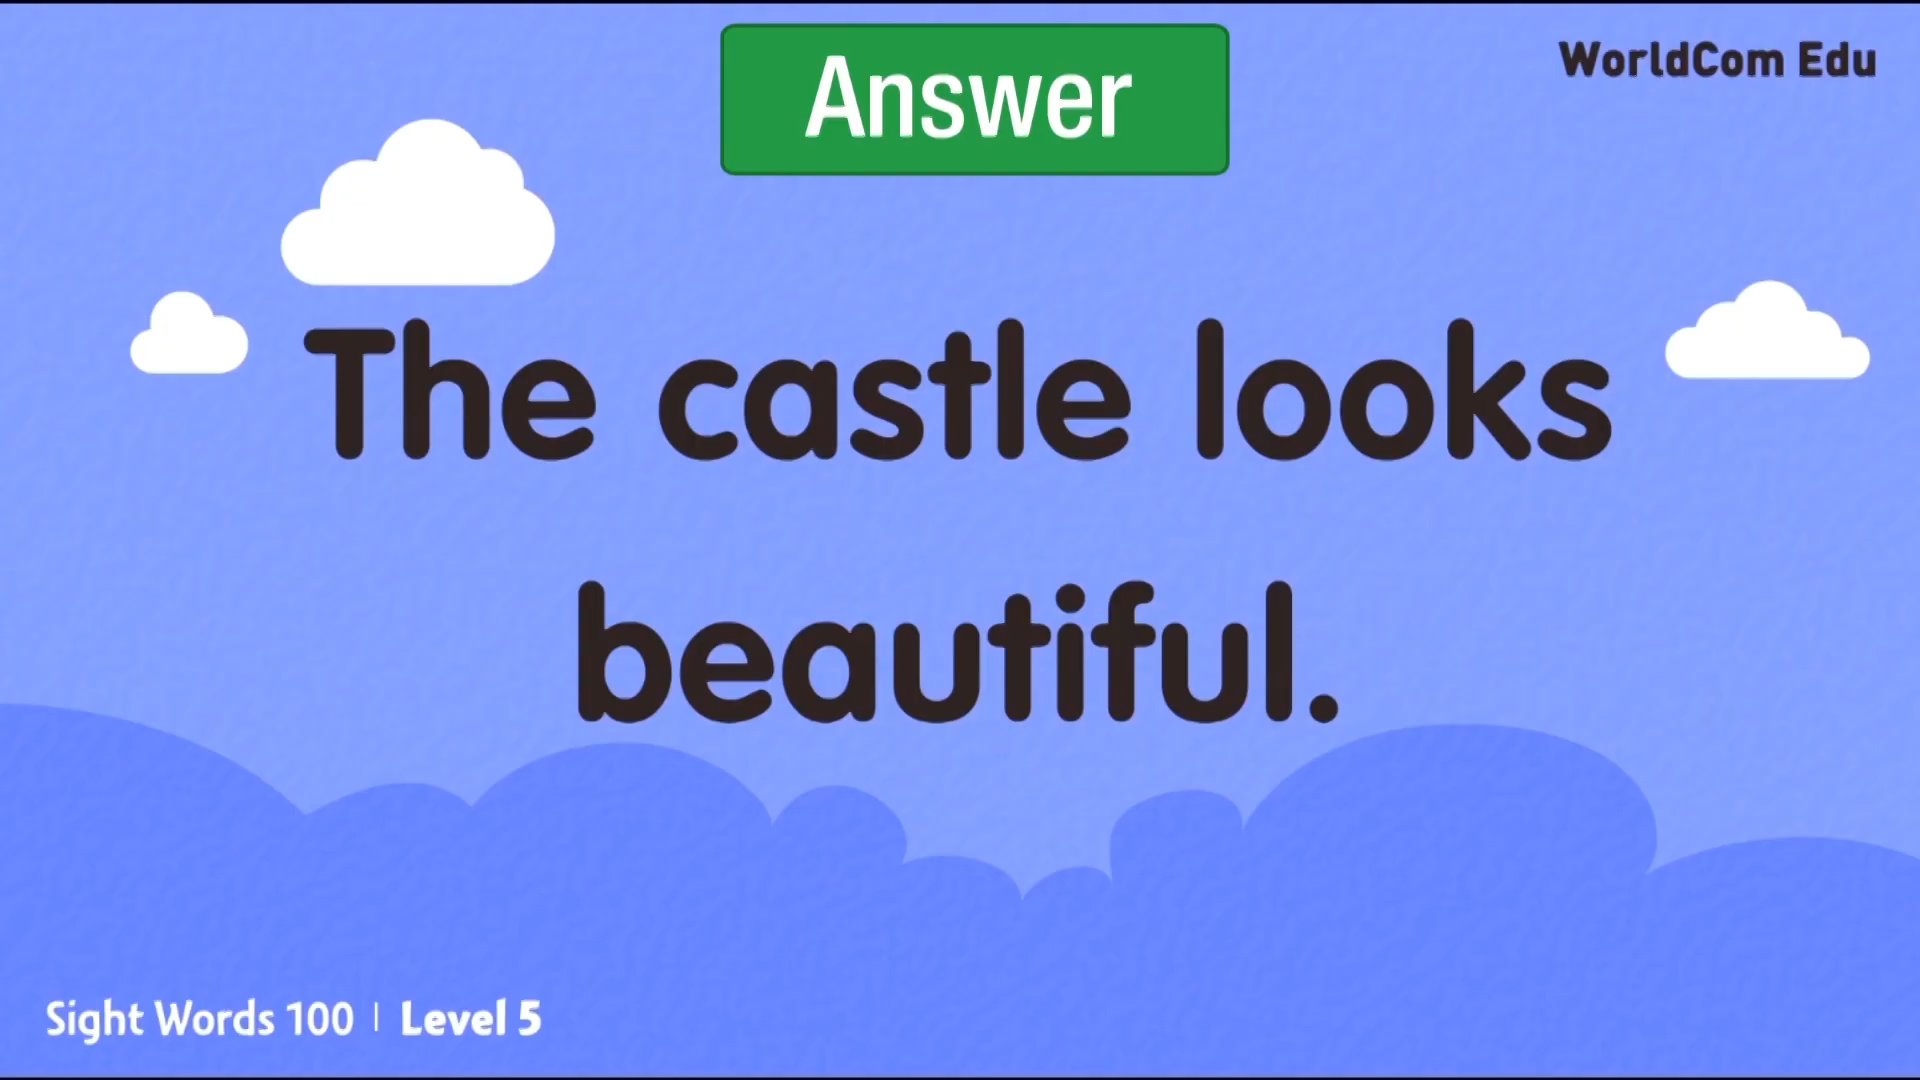 Answer
WorldCom Edu
The castle looks
beautiful.
Sight Words 100 | Level 5